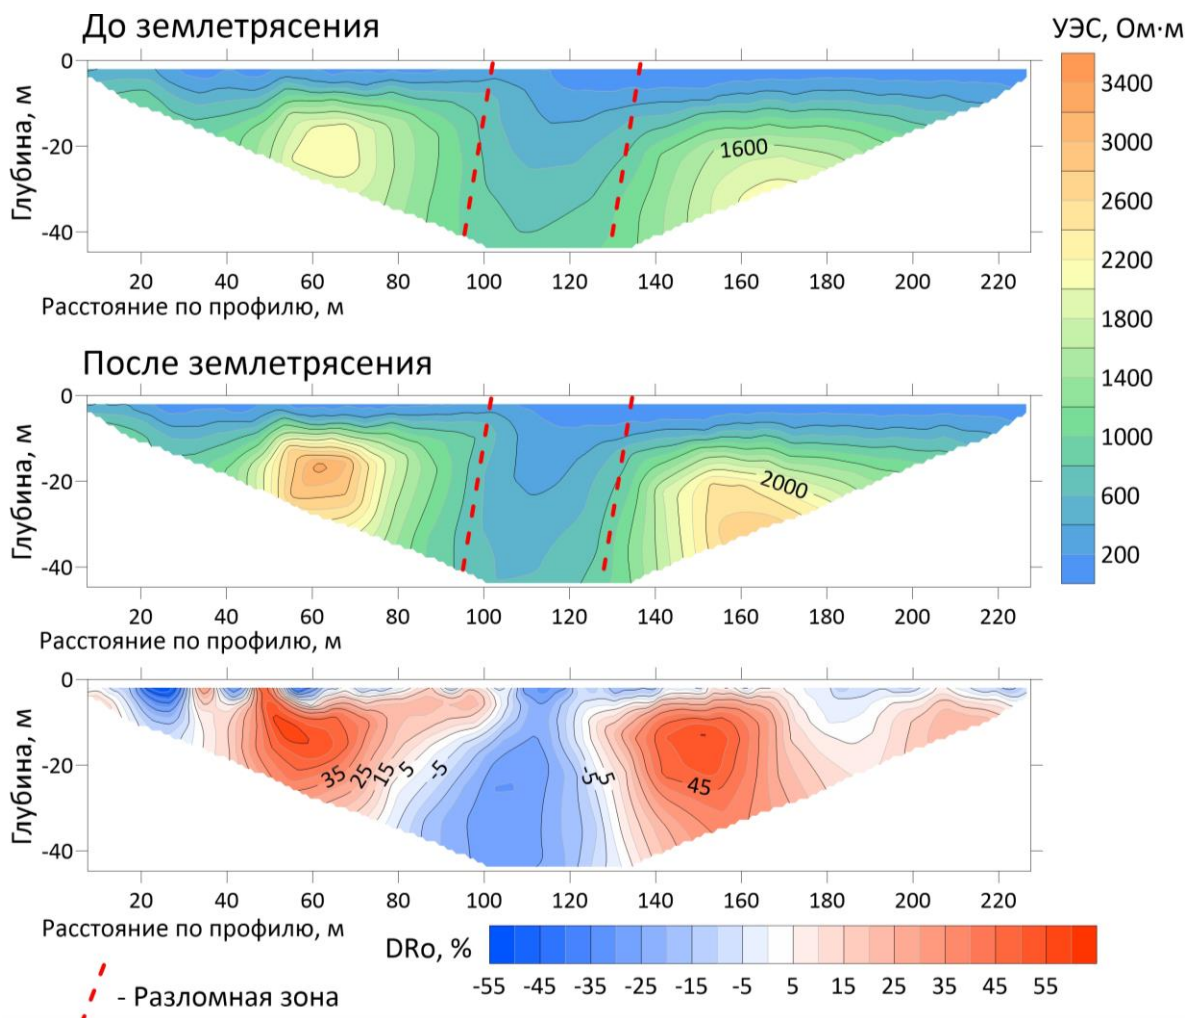 До землетрясения
УЭС, Ом·м
0
-20
-40
Глубина, м
1600
20 40 60 80 100 120 140 160 180 200 220
Расстояние по профилю, м
3400
3000
2600
2200
1800
1400
1000
600
200
После землетрясения
0
-20
-40
Глубина, м
2000
20 40 60 80 100 120 140 160 180 200 220
Расстояние по профилю, м
0
-20
-40
Глубина, м
35 25 15 5 -5 -5 5 45
20 40 60 80 100 120 140 160 180 200 220
Расстояние по профилю, м
DRo, %
-55 -45 -35 -25 -15 -5 5 15 25 35 45 55
- Разломная зона